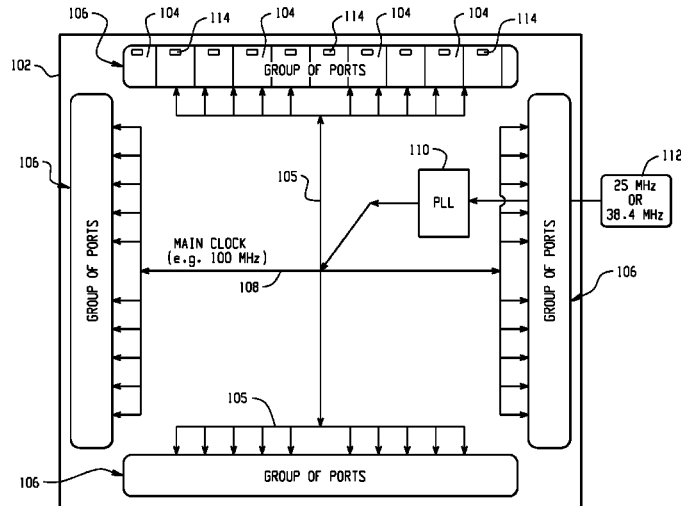 106 104 104 104 104
114 114 114
102
GROUP OF PORTS
106
GROUP OF PORTS
105
110
PLL
112
25 MHz
OR
38.4 MHz
MAIN CLOCK
(e.g. 100 MHz)
108
GROUP OF PORTS
106
105
106
GROUP OF PORTS